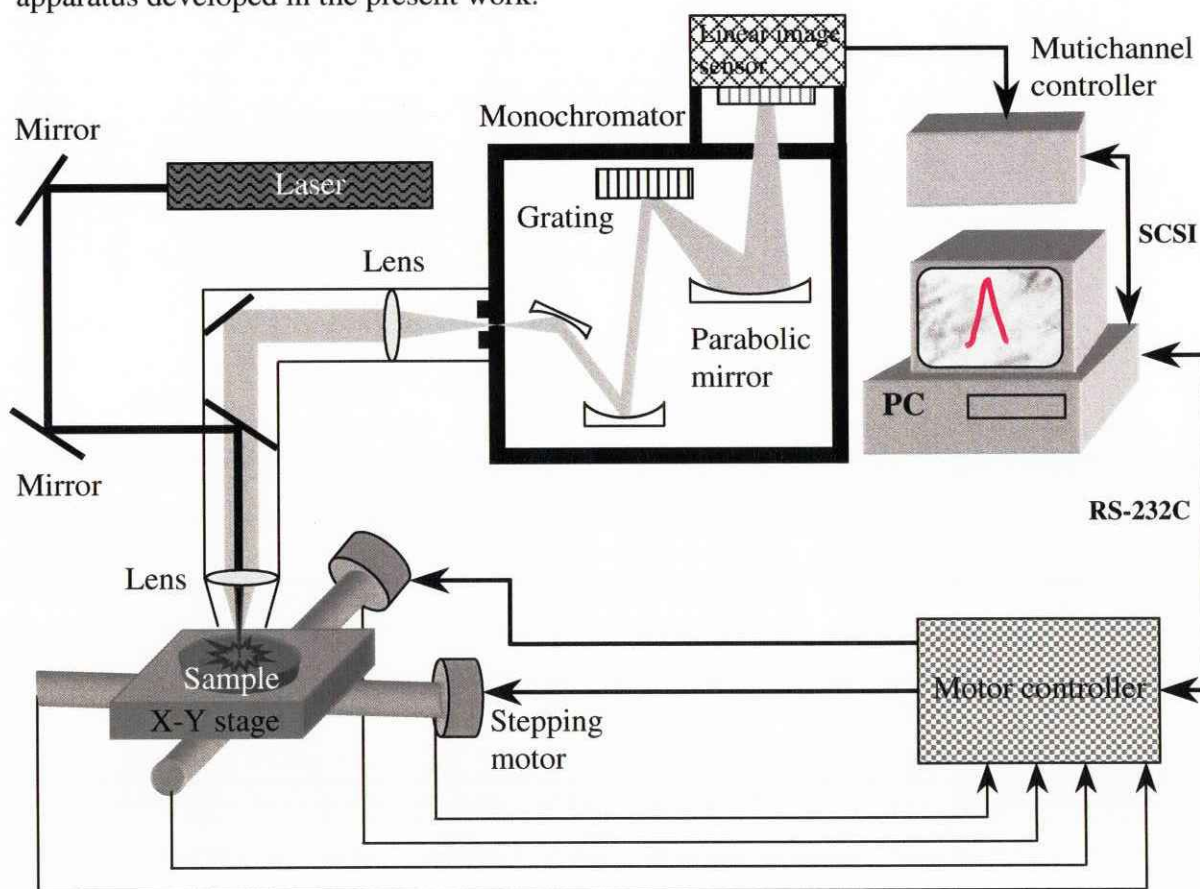 apparatus developed in the present work.
Linear image
sensor
Mutichannel
controller
Monochromator
Mirror
Laser
Grating
SCSI
Lens
Parabolic
mirror
PC
Mirror
RS-232C
Lens
Sample
X-Y stage
Stepping
motor
Motor controller